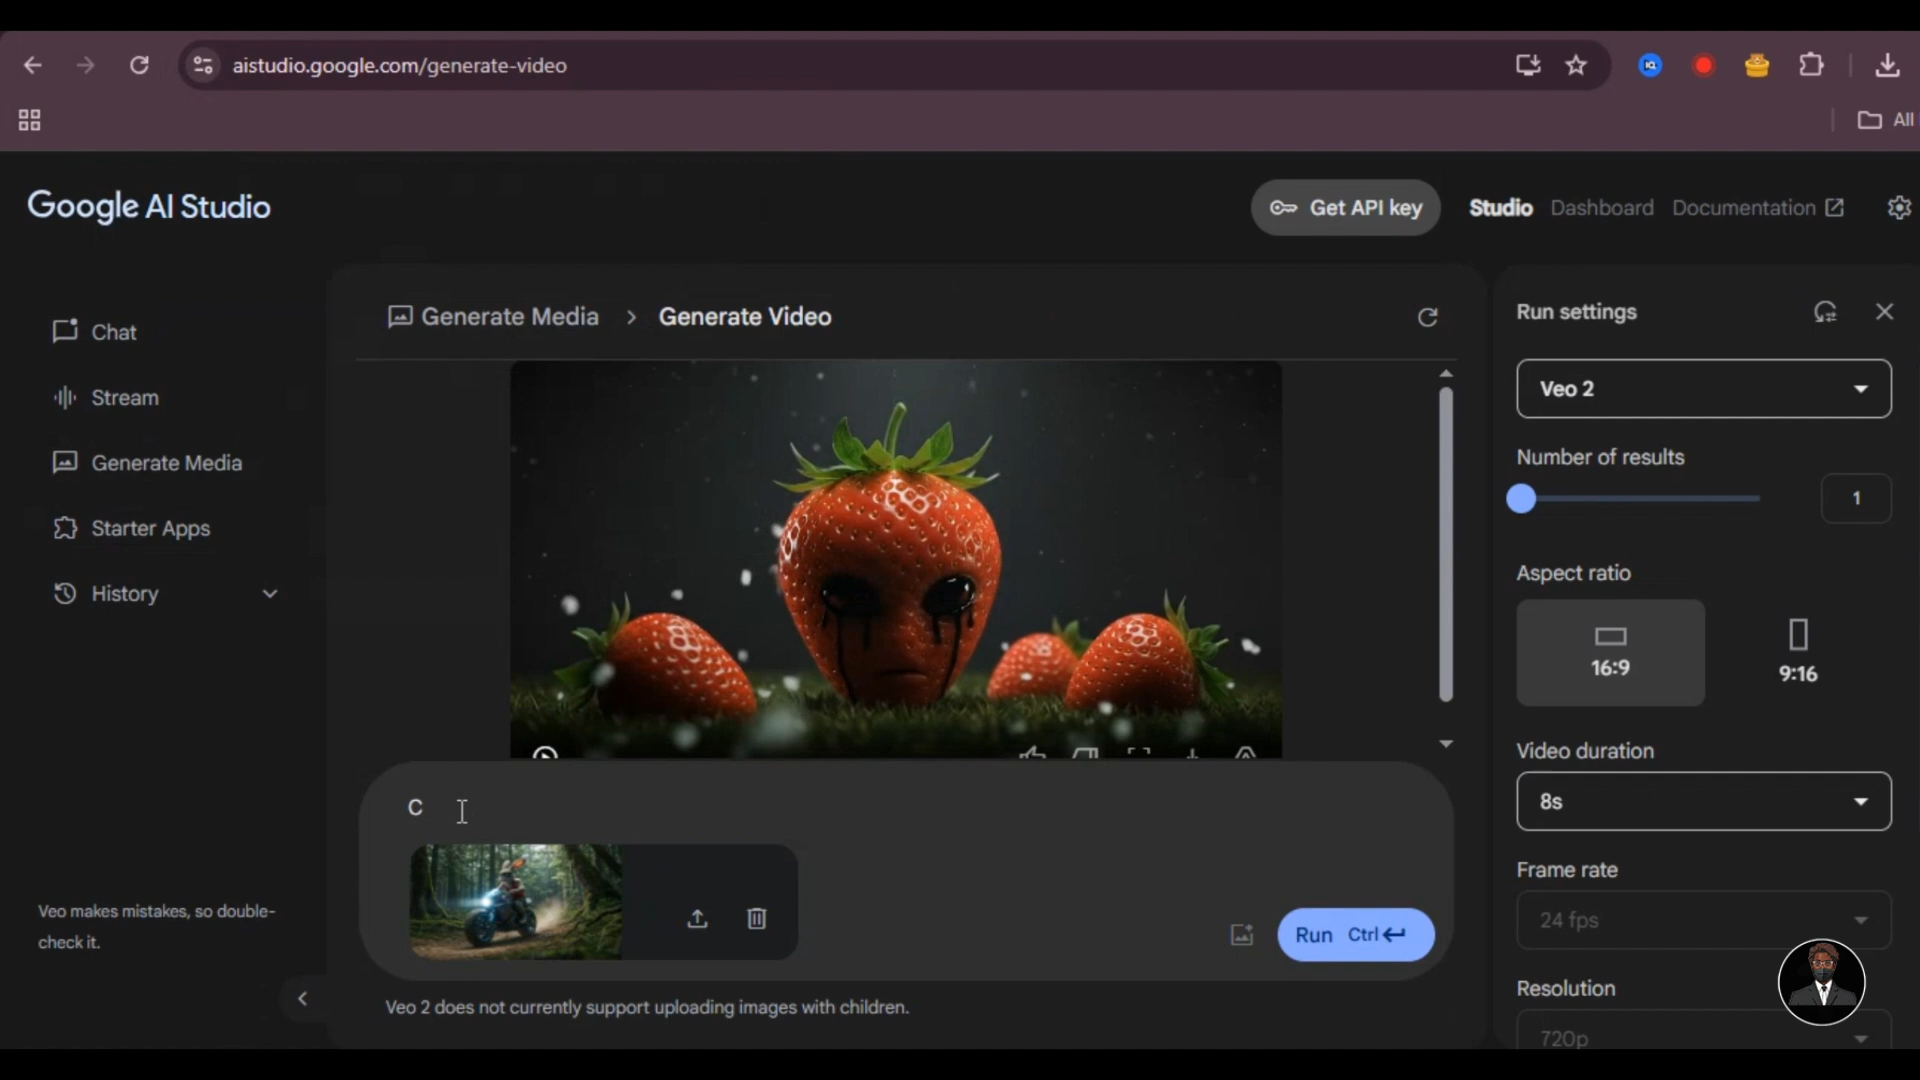 aistudio.google.com/generate-video
All
Google AI Studio
Get API key
Studio
Dashboard
Documentation
Chat
Stream
Generate Media
Starter Apps
History
Veo makes mistakes, so double-
check it.
Generate Media > Generate Video
C
Run Ctrl
Veo 2 does not currently support uploading images with children.
Run settings
Veo 2
Number of results
1
Aspect ratio
16:9
9:16
Video duration
8s
Frame rate
24 fps
Resolution
720p